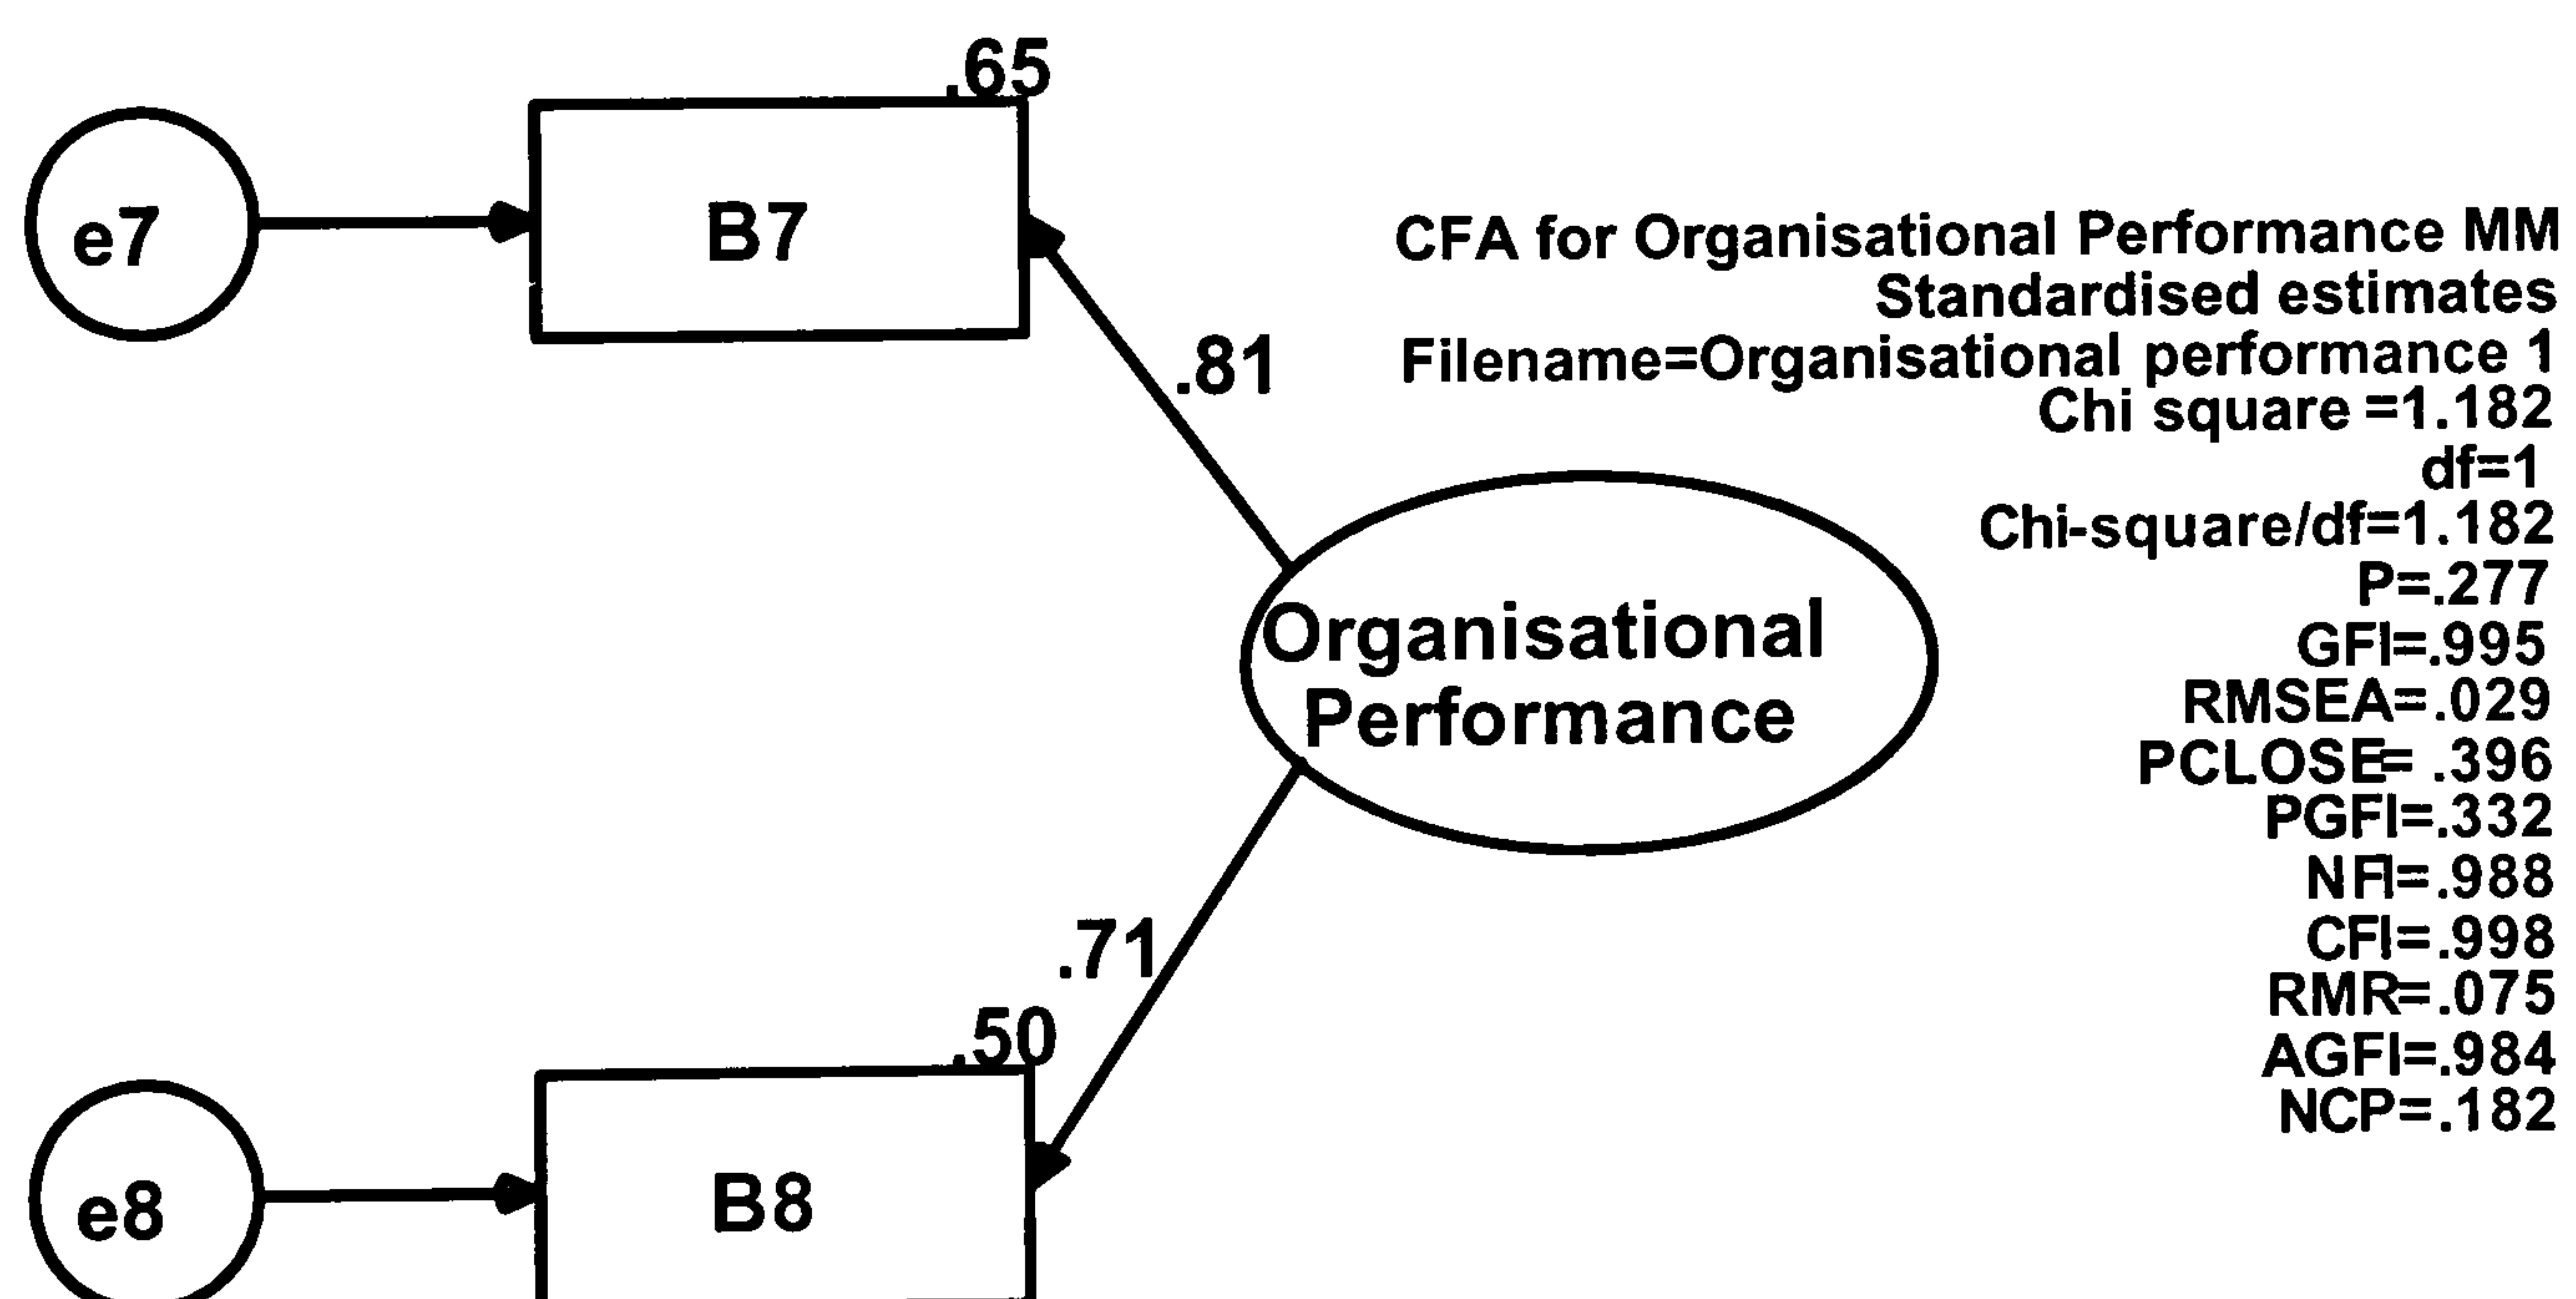 .65
e7
B7
.81
CFA for Organisational Performance MM
Standardised estimates
Filename=Organisational performance 1
Chi square =1.182
df=1
Chi-square/df=1.182
P=.277
GFI=.995
RMSEA=.029
PCLOSE= .396
PGFI=.332
NFI=.988
CFI=.998
RMR=.075
AGFI=.984
NCP=.182
Organisational
Performance
.71
.50
e8
B8